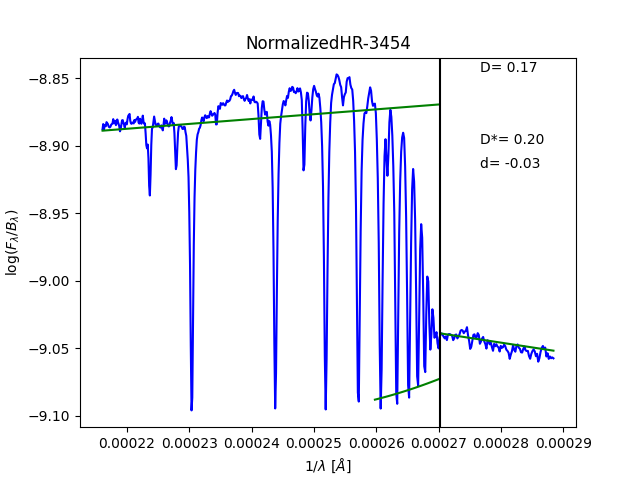 NormalizedHR-3454
D= 0.17
D*= 0.20
d= -0.03
log(Fλ/Bλ)
−8.85
−8.90
−8.95
−9.00
−9.05
−9.10
0.00022 0.00023 0.00024 0.00025 0.00026 0.00027 0.00028 0.00029
1/λ [Å]